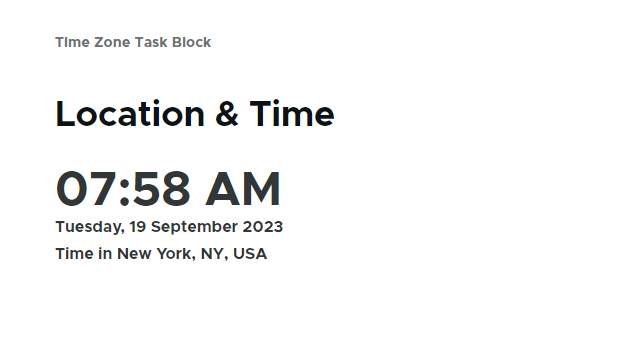 Time Zone Task Block
Location & Time
07:58 AM
Tuesday, 19 September 2023
Time in New York, NY, USA